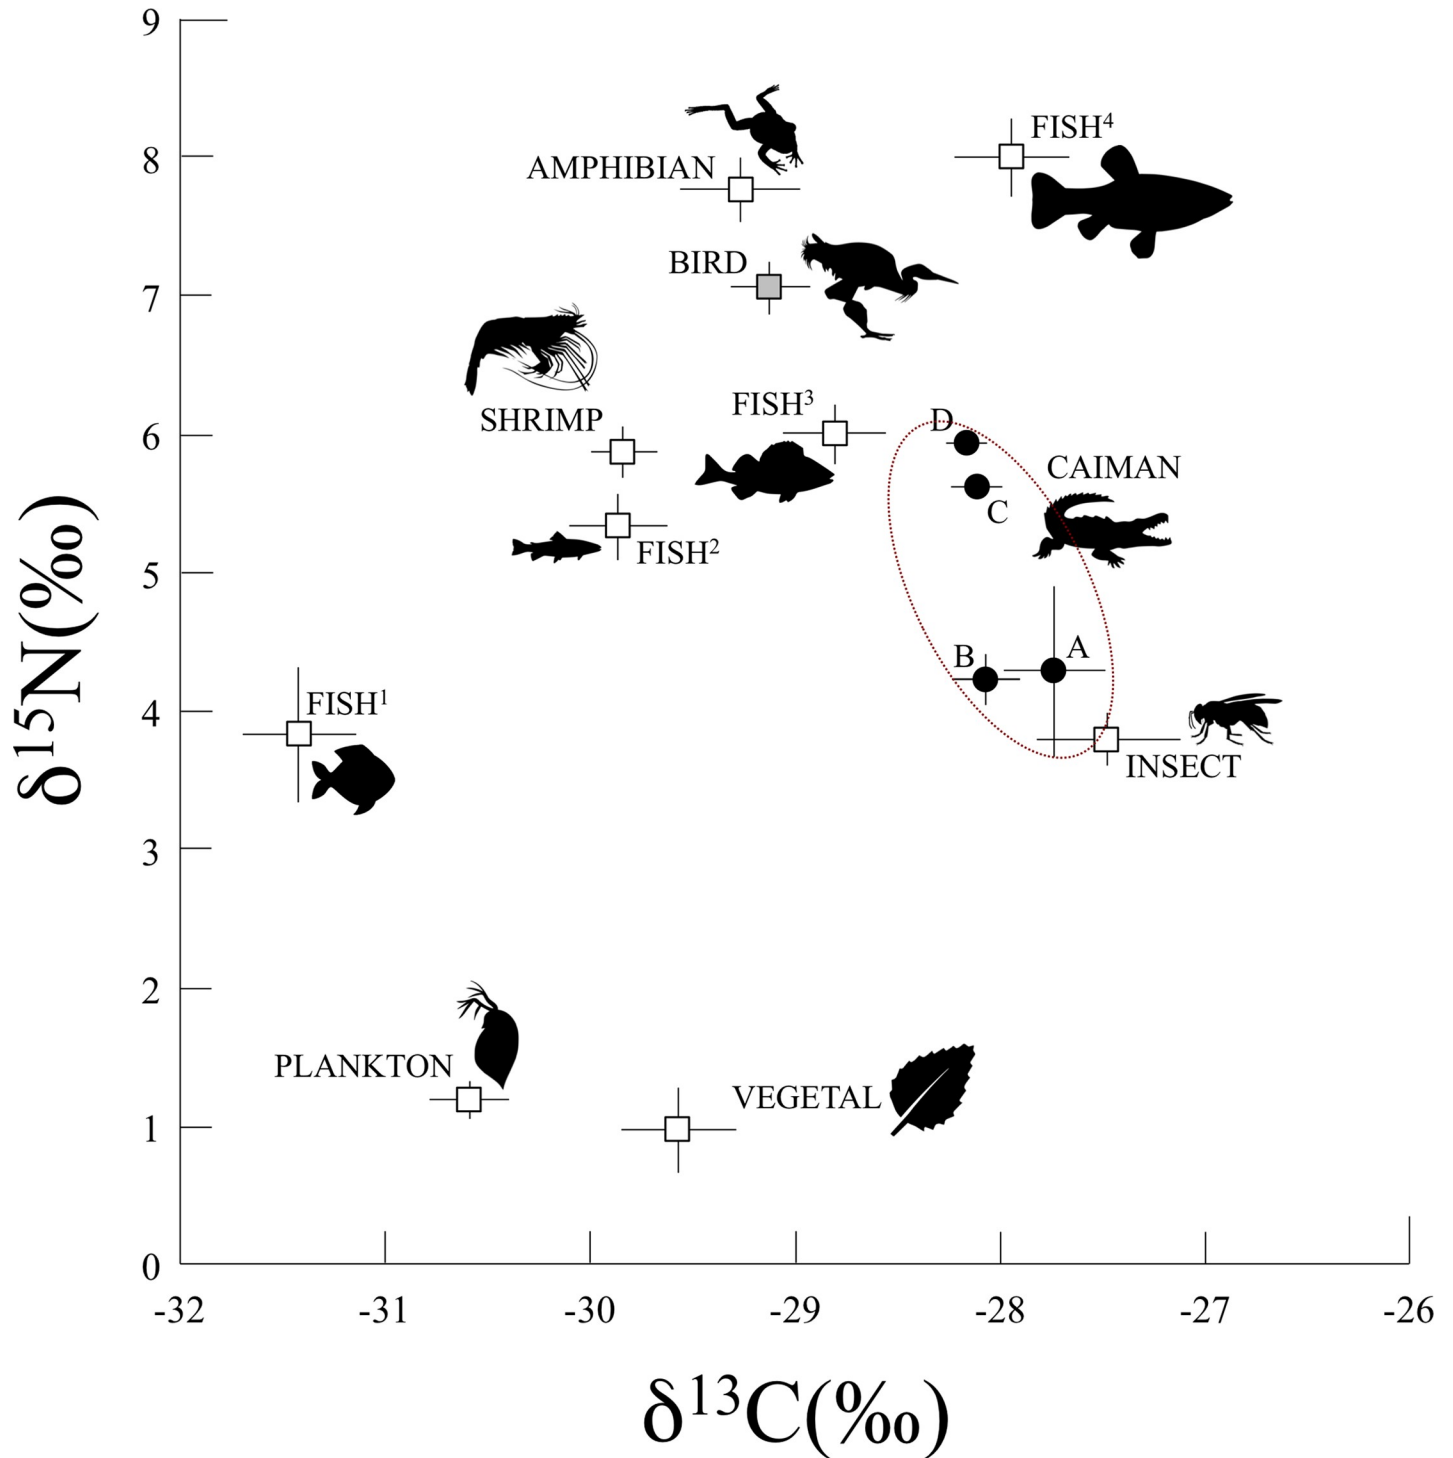 9
FISH⁴
8
AMPHIBIAN
BIRD
7
FISH³
SHRIMP
D
6
CAIMAN
C
FISH²
5
B
A
δ¹⁵N(‰)
4
FISH¹
INSECT
3
2
PLANKTON
VEGETAL
1
0
-32 -31 -30 -29 -28 -27 -26
δ¹³C(‰)